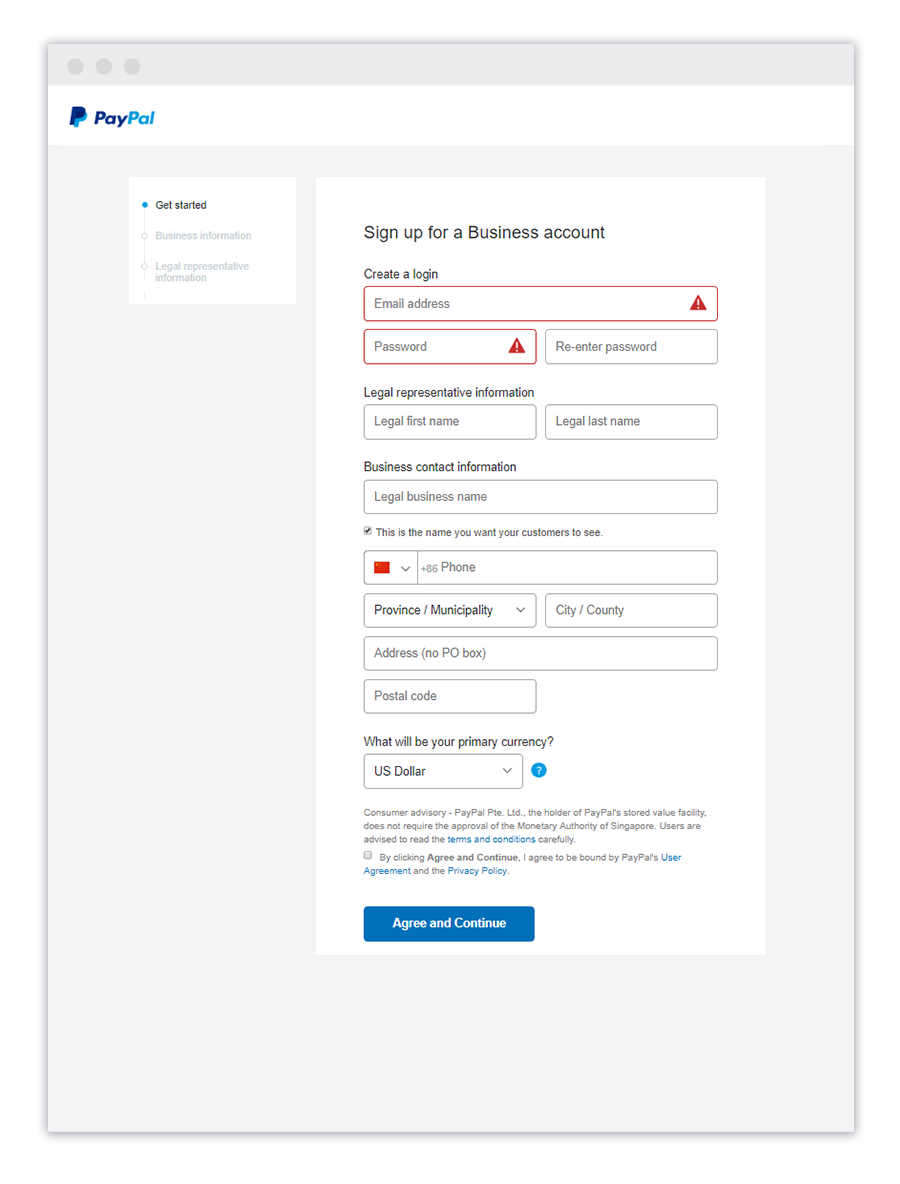 PayPal
Get started
Business information
Legal representative
information
Sign up for a Business account
Create a login
Email address
Password
Re-enter password
Legal representative information
Legal first name
Legal last name
Business contact information
Legal business name
This is the name you want your customers to see.
+86 Phone
Province / Municipality
City / County
Address (no PO box)
Postal code
What will be your primary currency?
US Dollar
?
Consumer advisory - PayPal Pte. Ltd., the holder of PayPal's stored value facility,
does not require the approval of the Monetary Authority of Singapore. Users are
advised to read the terms and conditions carefully.
By clicking Agree and Continue, I agree to be bound by PayPal's User
Agreement and the Privacy Policy.
Agree and Continue